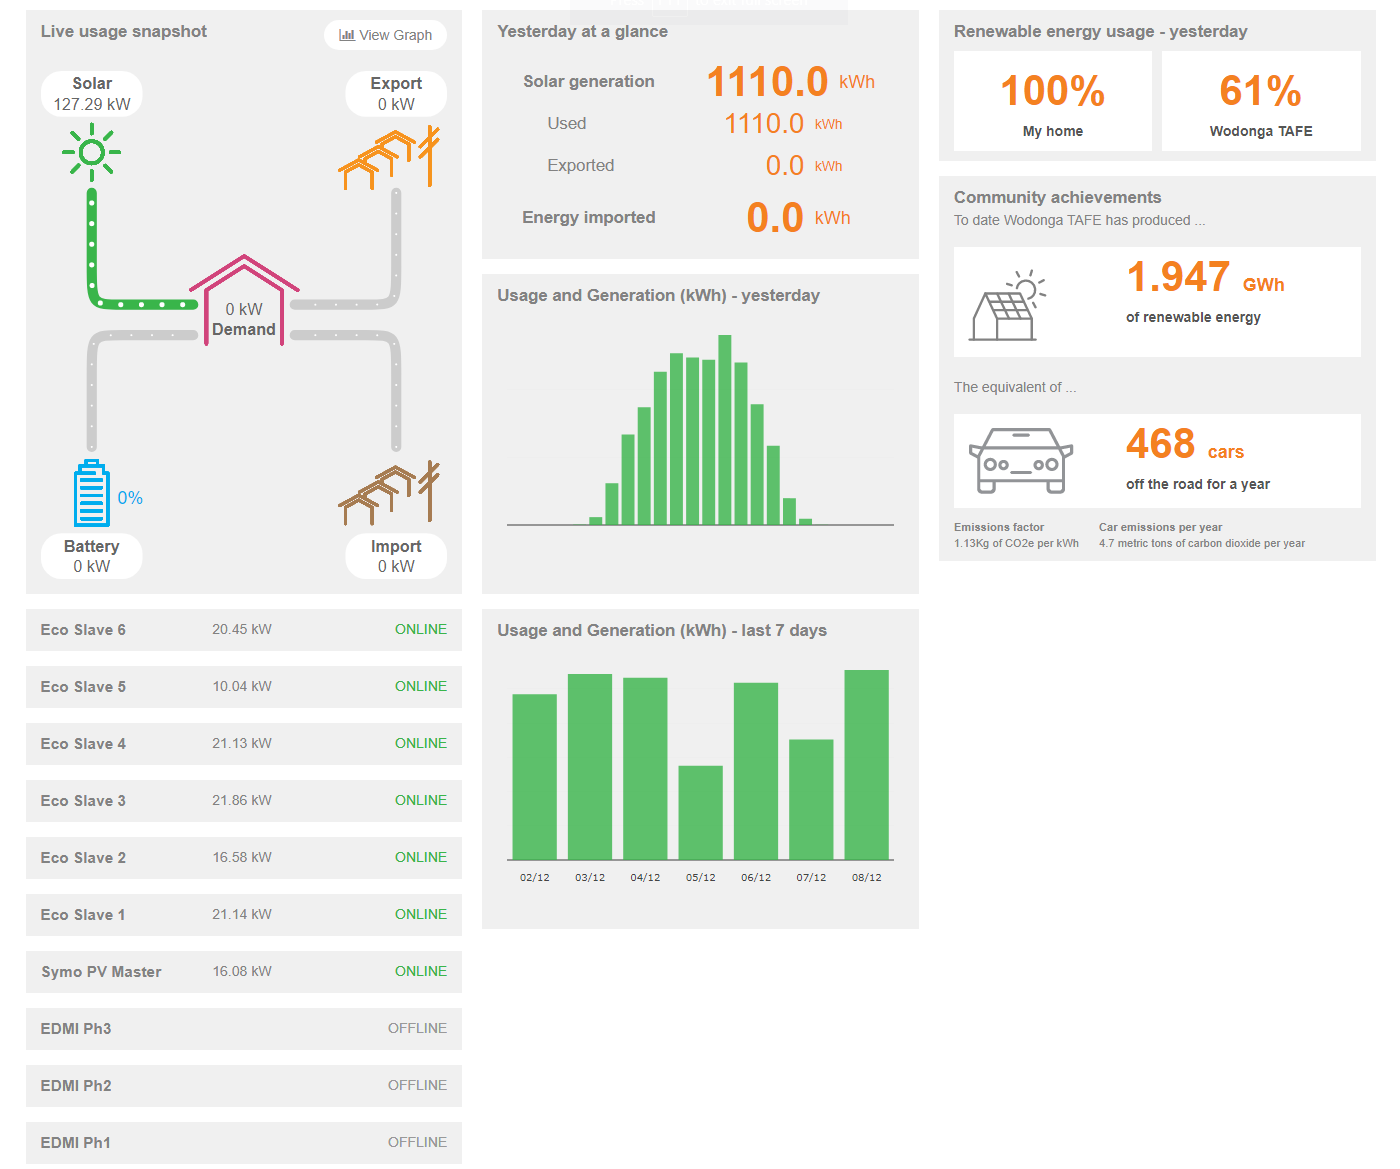 Live usage snapshot
View Graph
Solar
127.29 kW
Export
0 kW
0 kW
Demand
0%
Battery
0 kW
Import
0 kW
Eco Slave 6 20.45 kW ONLINE
Eco Slave 5 10.04 kW ONLINE
Eco Slave 4 21.13 kW ONLINE
Eco Slave 3 21.86 kW ONLINE
Eco Slave 2 16.58 kW ONLINE
Eco Slave 1 21.14 kW ONLINE
Symo PV Master 16.08 kW ONLINE
EDMI Ph3 OFFLINE
EDMI Ph2 OFFLINE
EDMI Ph1 OFFLINE
Yesterday at a glance
Solar generation 1110.0 kWh
Used 1110.0 kWh
Exported 0.0 kWh
Energy imported 0.0 kWh
Usage and Generation (kWh) - yesterday
Usage and Generation (kWh) - last 7 days
02/12 03/12 04/12 05/12 06/12 07/12 08/12
Renewable energy usage - yesterday
100%
My home
61%
Wodonga TAFE
Community achievements
To date Wodonga TAFE has produced ...
1.947 GWh
of renewable energy
The equivalent of ...
468 cars
off the road for a year
Emissions factor
1.13Kg of CO2e per kWh
Car emissions per year
4.7 metric tons of carbon dioxide per year